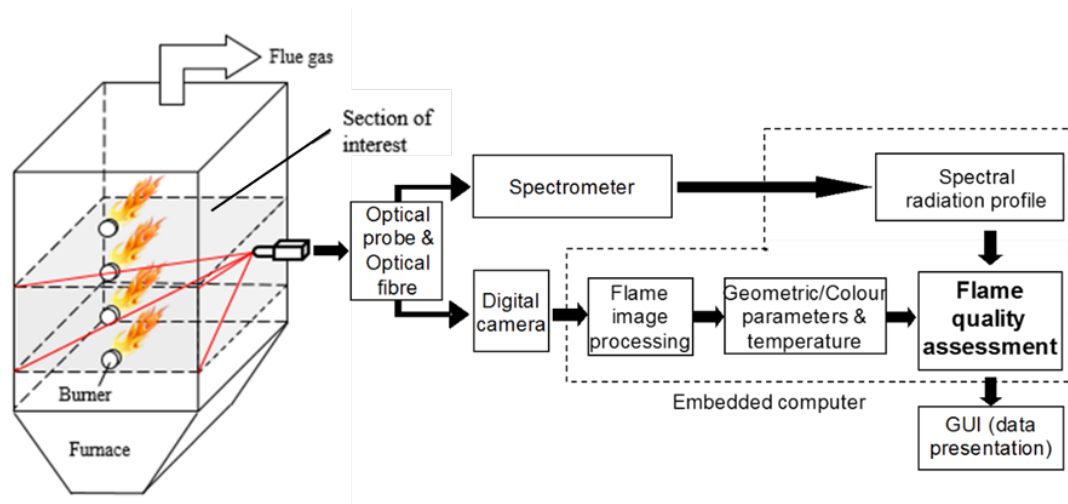 Flue gas
Section of
interest
Burner
Furnace
Optical
probe &
Optical
fibre
Spectrometer
Spectral
radiation profile
Digital
camera
Flame
image
processing
Geometric/Colour
parameters &
temperature
Flame
quality
assessment
Embedded computer
GUI (data
presentation)